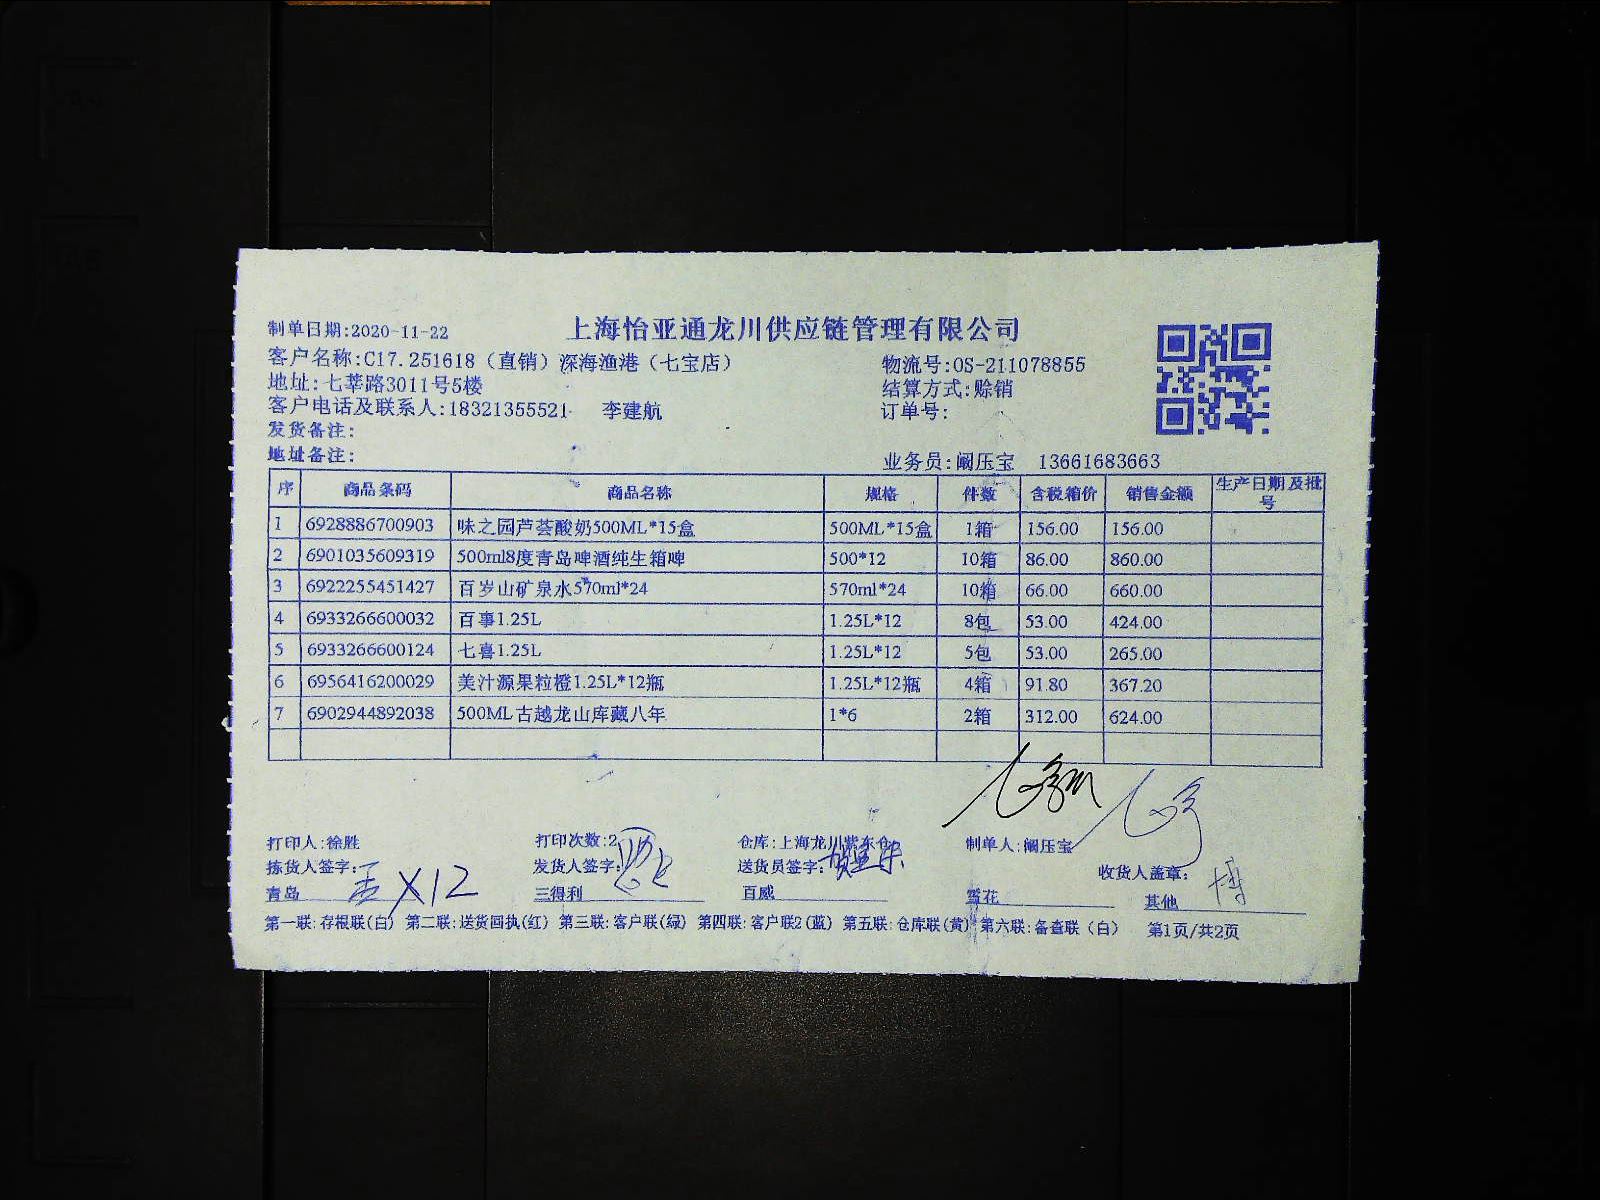 上海怡亚通龙川供应链管理有限公司
制单日期:2020-11-22
客户名称:C17.251618（直销）深海渔港（七宝店） 物流号:OS-211078855
地址:七莘路3011号5楼 结算方式:赊销
客户电话及联系人:18321355521 李建航 订单号:
发货备注:
地址备注: 业务员:阚压宝 13661683663
序 商品条码 商品名称 规格 件数 含税箱价 销售金额 生产日期及批号
1 6928886700903 味之园芦荟酸奶500ML*15盒 500ML*15盒 1箱 156.00 156.00
2 6901035609319 500ml8度青岛啤酒纯生箱啤 500*12 10箱 86.00 860.00
3 6922255451427 百岁山矿泉水570ml*24 570ml*24 10箱 66.00 660.00
4 6933266600032 百事1.25L 1.25L*12 8包 53.00 424.00
5 6933266600124 七喜1.25L 1.25L*12 5包 53.00 265.00
6 6956416200029 美汁源果粒橙1.25L*12瓶 1.25L*12瓶 4箱 91.80 367.20
7 6902944892038 500ML古越龙山库藏八年 1*6 2箱 312.00 624.00
打印人:徐胜 打印次数:2 仓库:上海龙川紫东仓 制单人:阚压宝
拣货人签字: 发货人签字: 送货员签字: 收货人盖章:
青岛 X12 三得利 百威 雪花 其他
第一联:存根联(白) 第二联:送货回执(红) 第三联:客户联(绿) 第四联:客户联2(蓝) 第五联:仓库联(黄) 第六联:备查联（白） 第1页/共2页